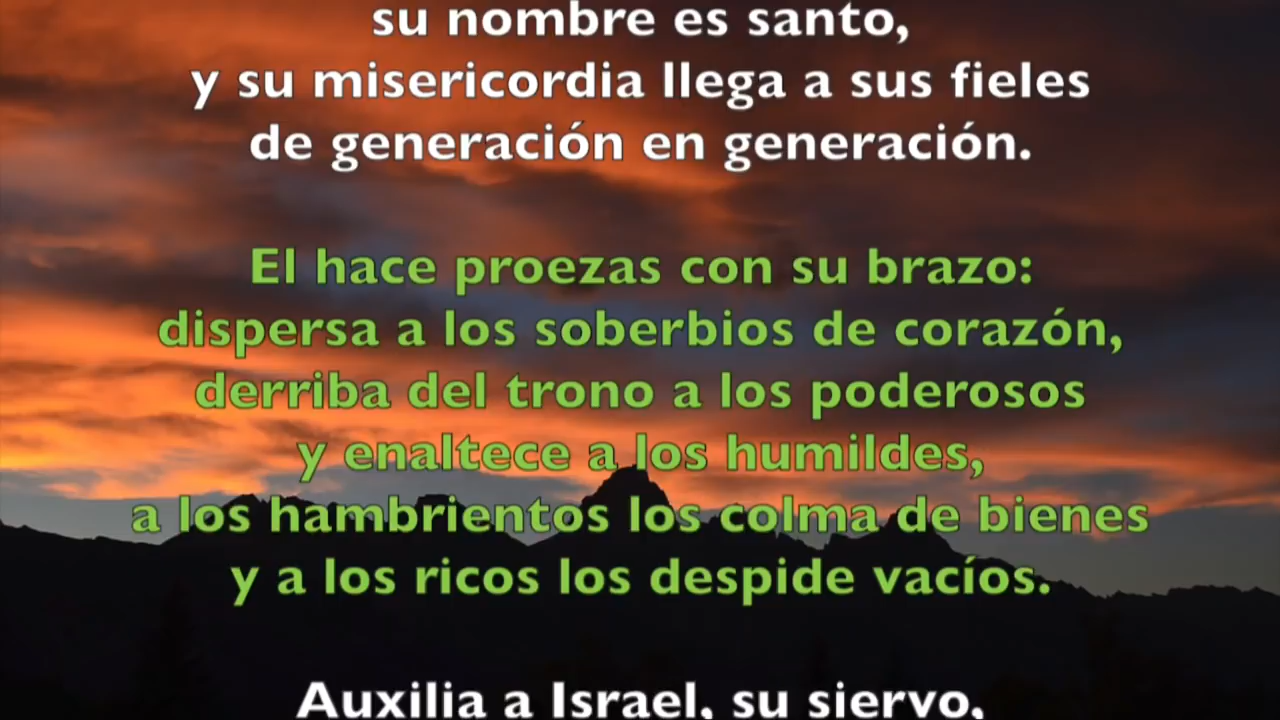 su nombre es santo,
y su misericordia llega a sus fieles
de generación en generación.
El hace proezas con su brazo:
dispersa a los soberbios de corazón,
derriba del trono a los poderosos
y enaltece a los humildes,
a los hambrientos los colma de bienes
y a los ricos los despide vacíos.
Auxilia a Israel, su siervo,